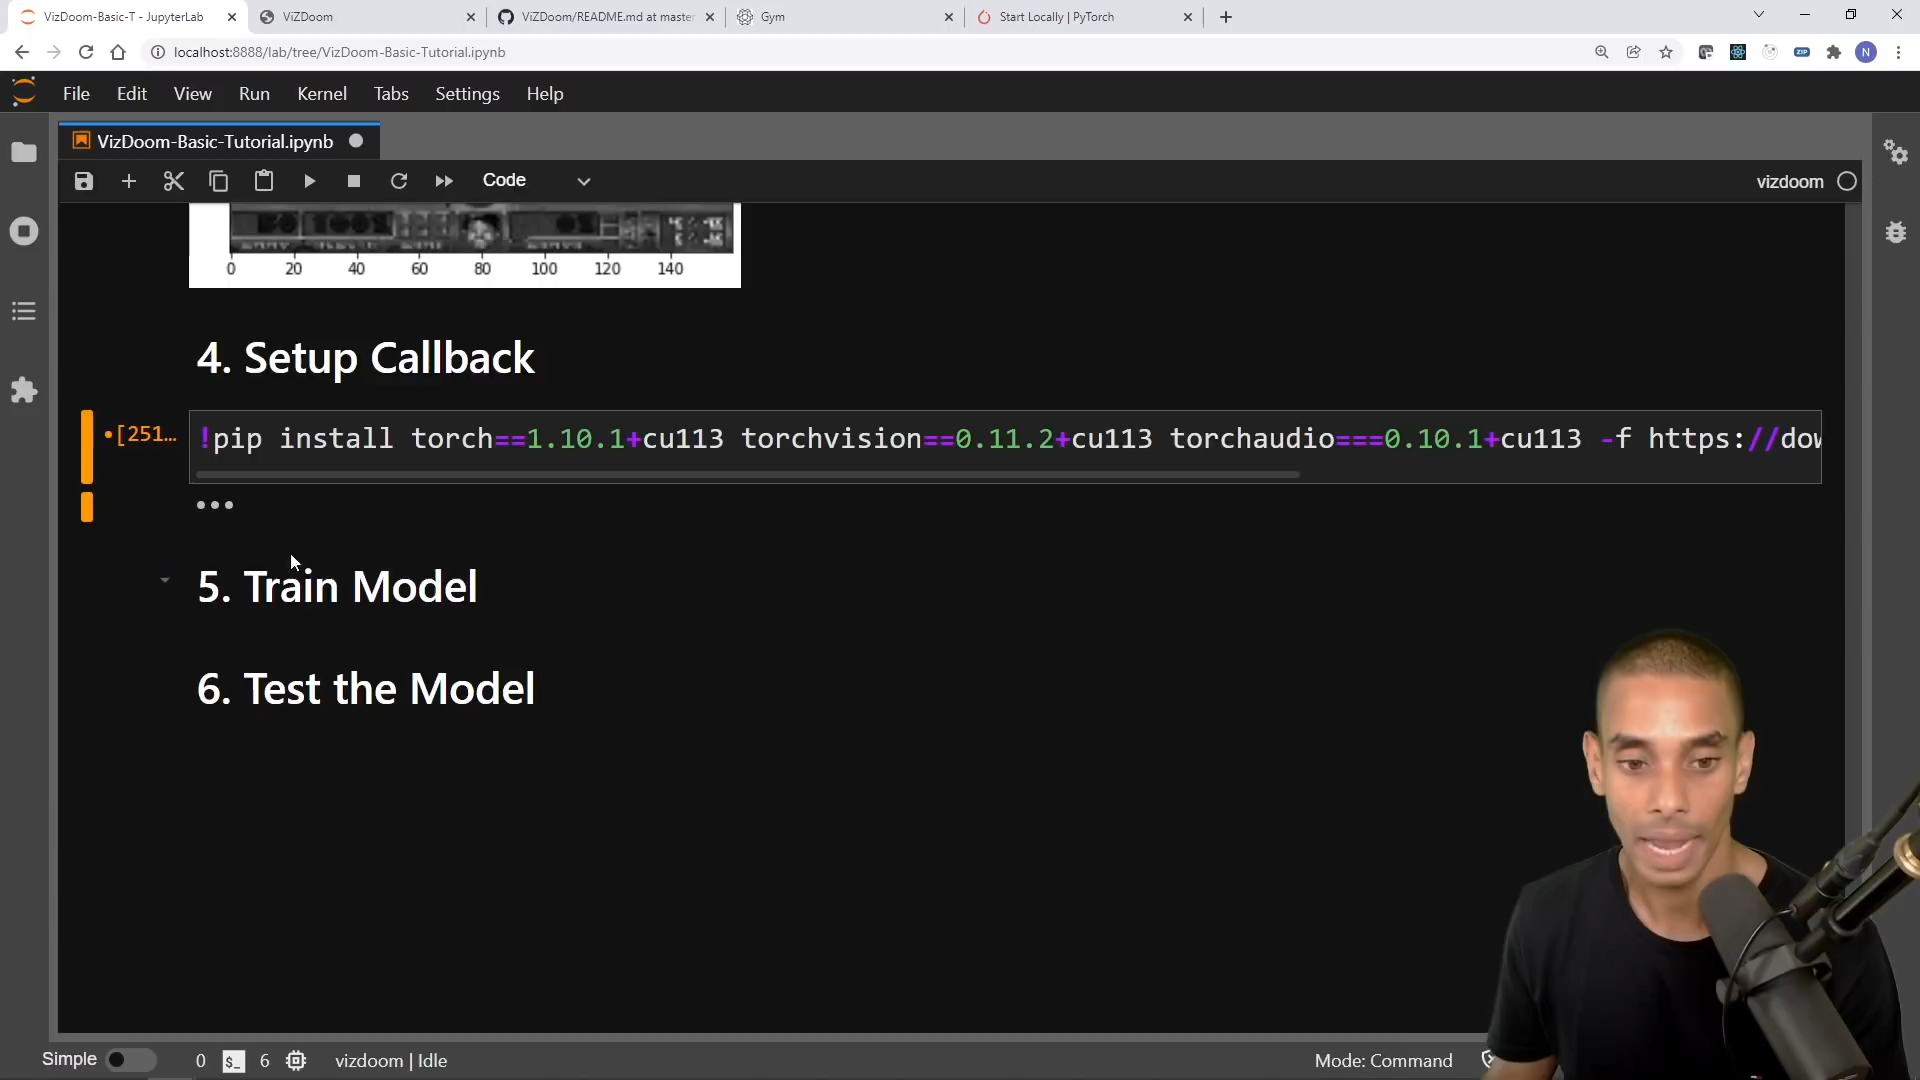 VizDoom-Basic-T - JupyterLab
ViZDoom
ViZDoom/README.md at master
Gym
Start Locally | PyTorch
localhost:8888/lab/tree/VizDoom-Basic-Tutorial.ipynb
ZIP
N
File Edit View Run Kernel Tabs Settings Help
VizDoom-Basic-Tutorial.ipynb
Code
vizdoom
0 20 40 60 80 100 120 140
4. Setup Callback
[251…
!pip install torch==1.10.1+cu113 torchvision==0.11.2+cu113 torchaudio===0.10.1+cu113 -f https://dow
5. Train Model
6. Test the Model
Simple 0 $_ 6 vizdoom | Idle Mode: Command